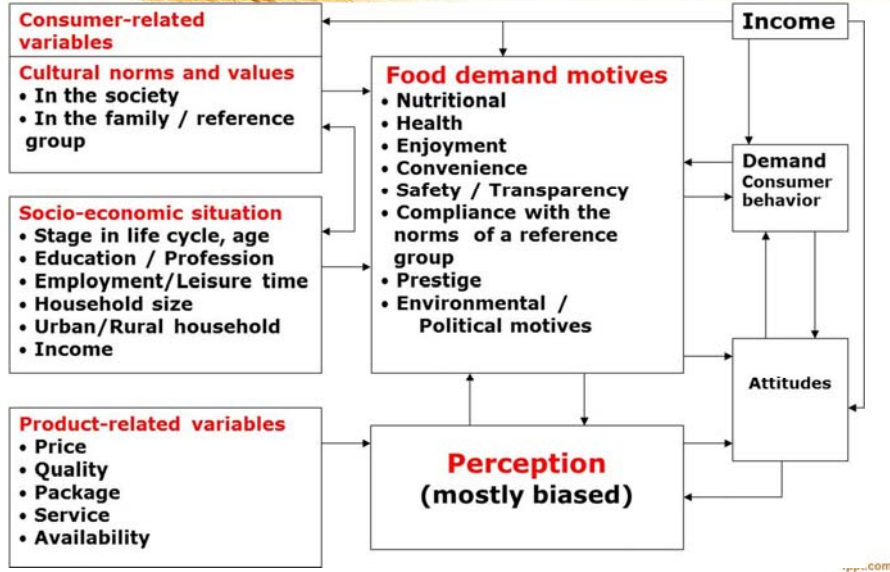 Consumer-related
variables
Cultural norms and values
• In the society
• In the family / reference
group
Socio-economic situation
• Stage in life cycle, age
• Education / Profession
• Employment/Leisure time
• Household size
• Urban/Rural household
• Income
Product-related variables
• Price
• Quality
• Package
• Service
• Availability
Food demand motives
• Nutritional
• Health
• Enjoyment
• Convenience
• Safety / Transparency
• Compliance with the
norms of a reference
group
• Prestige
• Environmental /
Political motives
Perception
(mostly biased)
Income
Demand
Consumer
behavior
Attitudes